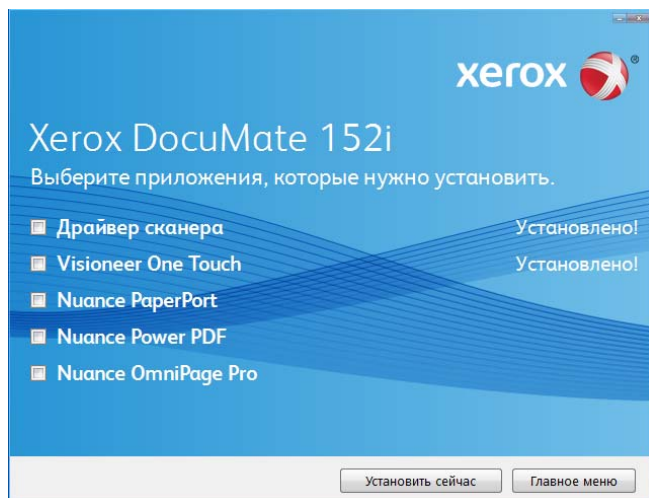 xerox ®
Xerox DocuMate 152i
Выберите приложения, которые нужно установить.
Драйвер сканера Установлено!
Visioneer One Touch Установлено!
Nuance PaperPort
Nuance Power PDF
Nuance OmniPage Pro
Установить сейчас Главное меню